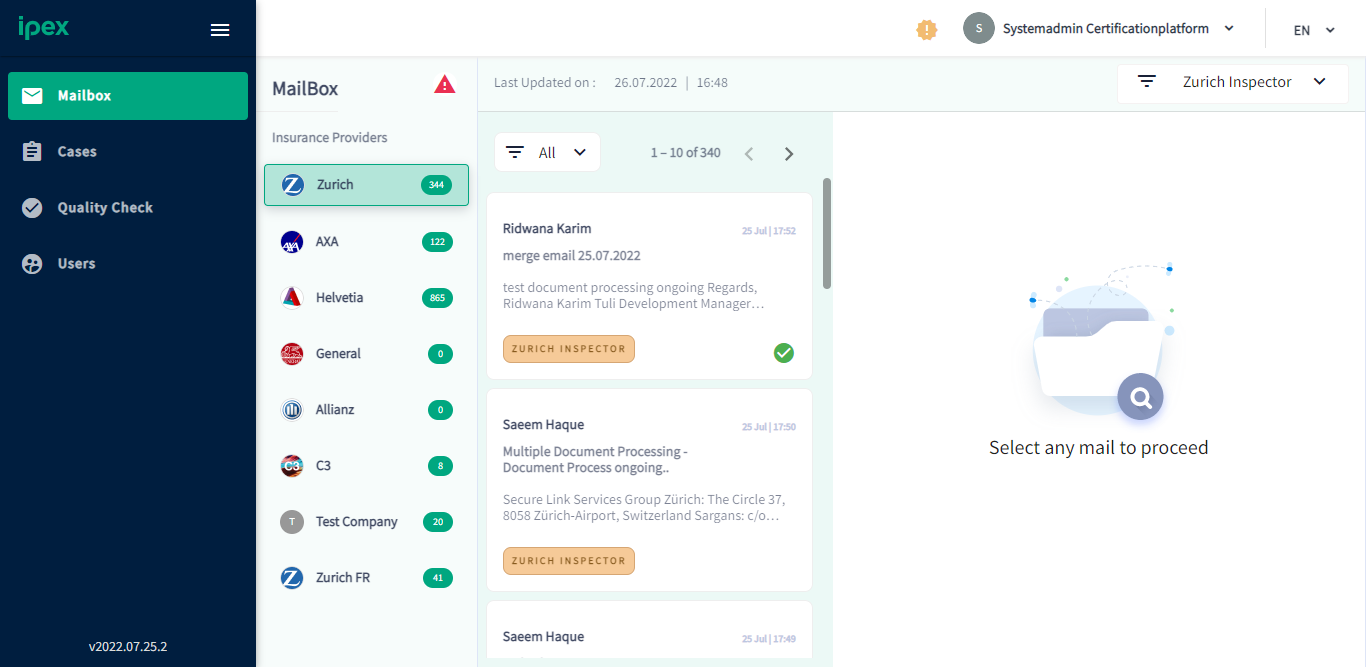 ipex
Mailbox
Cases
Quality Check
Users
v2022.07.25.2
S
Systemadmin Certificationplatform
EN
MailBox
Insurance Providers
Zurich 344
AXA 122
Helvetia 865
General 0
Allianz 0
C3 8
T Test Company 20
Zurich FR 41
Last Updated on : 26.07.2022 | 16:48
Zurich Inspector
All
1 – 10 of 340
Ridwana Karim 25 Jul | 17:52
merge email 25.07.2022
test document processing ongoing Regards,
Ridwana Karim Tuli Development Manager…
ZURICH INSPECTOR
Saeem Haque 25 Jul | 17:50
Multiple Document Processing -
Document Process ongoing..
Secure Link Services Group Zürich: The Circle 37,
8058 Zürich-Airport, Switzerland Sargans: c/o…
ZURICH INSPECTOR
Saeem Haque 25 Jul | 17:49
Select any mail to proceed